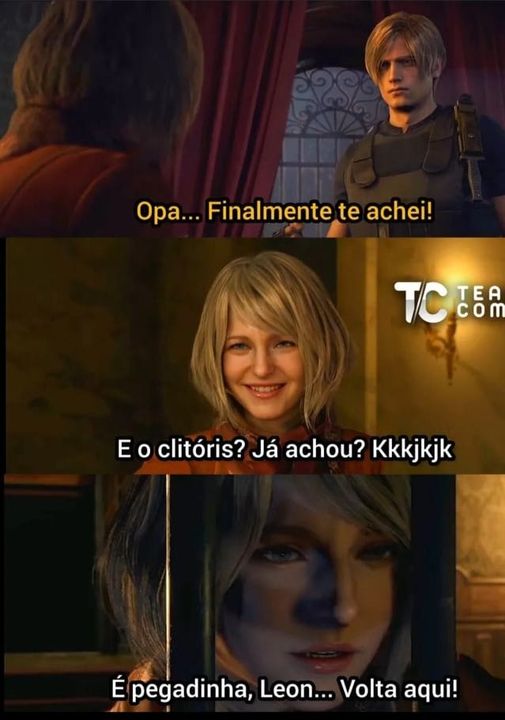 Opa... Finalmente te achei!
TC TEA
COM
E o clitóris? Já achou? Kkkjkjk
É pegadinha, Leon... Volta aqui!